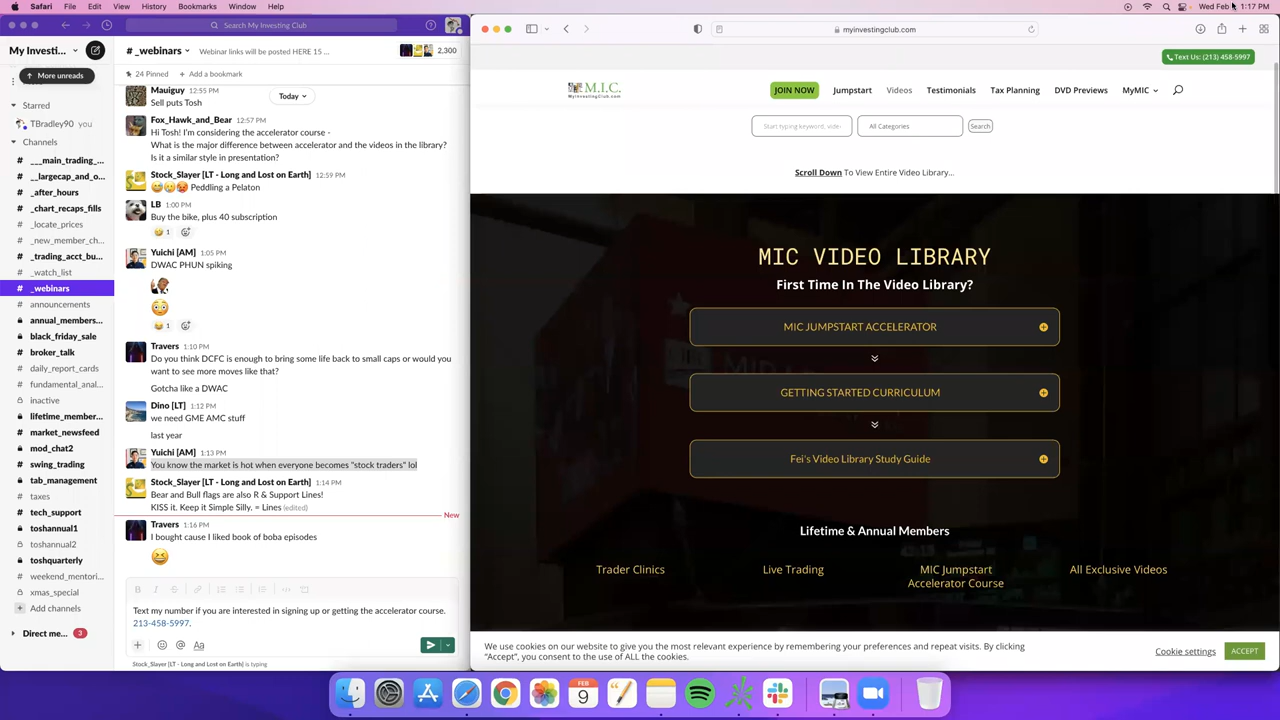 Safari File Edit View History Bookmarks Window Help
Wed Feb 1:17 PM
Search My Investing Club
My Investi...
More unreads
Starred
TBradley90 you
Channels
# ___main_trading_...
# __largecap_and_o...
# _after_hours
# _chart_recaps_fills
# _locate_prices
# _new_member_ch...
# _trading_acct_bu...
# _watch_list
# _webinars
# announcements
annual_members...
black_friday_sale
broker_talk
# daily_report_cards
# fundamental_anal...
inactive
lifetime_member...
# market_newsfeed
mod_chat2
# swing_trading
tab_management
# taxes
# tech_support
toshannual1
toshannual2
toshquarterly
# weekend_mentori...
xmas_special
Add channels
Direct me... 3
# _webinars
Webinar links will be posted HERE 15 ...
2,300
24 Pinned
Add a bookmark
Today
Mauiguy 12:55 PM
Sell puts Tosh
Fox_Hawk_and_Bear 12:57 PM
Hi Tosh! I'm considering the accelerator course -
What is the major difference between accelerator and the videos in the library?
Is it a similar style in presentation?
Stock_Slayer [LT - Long and Lost on Earth] 12:59 PM
Peddling a Pelaton
LB 1:00 PM
Buy the bike, plus 40 subscription
1
Yuichi [AM] 1:05 PM
DWAC PHUN spiking
1
Travers 1:10 PM
Do you think DCFC is enough to bring some life back to small caps or would you
want to see more moves like that?
Gotcha like a DWAC
Dino [LT] 1:12 PM
we need GME AMC stuff
last year
Yuichi [AM] 1:13 PM
You know the market is hot when everyone becomes "stock traders" lol
Stock_Slayer [LT - Long and Lost on Earth] 1:14 PM
Bear and Bull flags are also R & Support Lines!
KISS it. Keep it Simple Silly. = Lines (edited)
New
Travers 1:16 PM
I bought cause I liked book of boba episodes
Text my number if you are interested in signing up or getting the accelerator course.
213-458-5997.
Aa
Stock_Slayer [LT - Long and Lost on Earth] is typing
myinvestingclub.com
Text Us: (213) 458-5997
M.I.C.
MyInvestingClub.com
JOIN NOW Jumpstart Videos Testimonials Tax Planning DVD Previews MyMIC
Start typing keyword, vide
All Categories
Search
Scroll Down To View Entire Video Library...
MIC VIDEO LIBRARY
First Time In The Video Library?
MIC JUMPSTART ACCELERATOR
GETTING STARTED CURRICULUM
Fei's Video Library Study Guide
Lifetime & Annual Members
Trader Clinics
Live Trading
MIC Jumpstart
Accelerator Course
All Exclusive Videos
We use cookies on our website to give you the most relevant experience by remembering your preferences and repeat visits. By clicking
"Accept", you consent to the use of ALL the cookies.
Cookie settings
ACCEPT
FEB
9